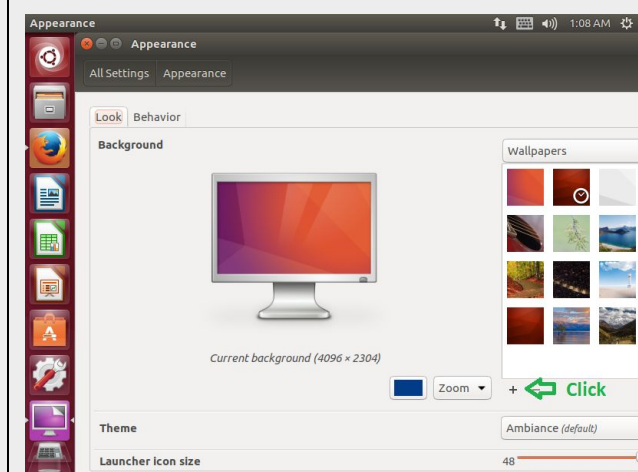 Appearance 1:08 AM
Appearance
All Settings Appearance
Look Behavior
Background
Wallpapers
Current background (4096 × 2304)
Zoom
+ Click
Theme
Ambiance (default)
Launcher icon size
48